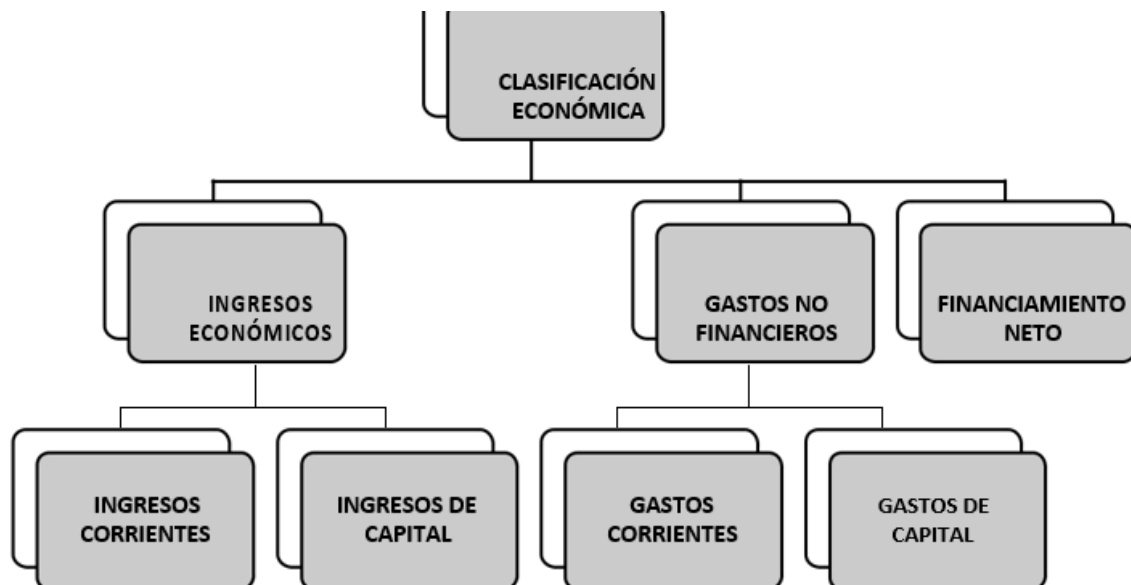 CLASIFICACIÓN
ECONÓMICA
INGRESOS
ECONÓMICOS
GASTOS NO
FINANCIEROS
FINANCIAMIENTO
NETO
INGRESOS
CORRIENTES
INGRESOS DE
CAPITAL
GASTOS
CORRIENTES
GASTOS DE
CAPITAL